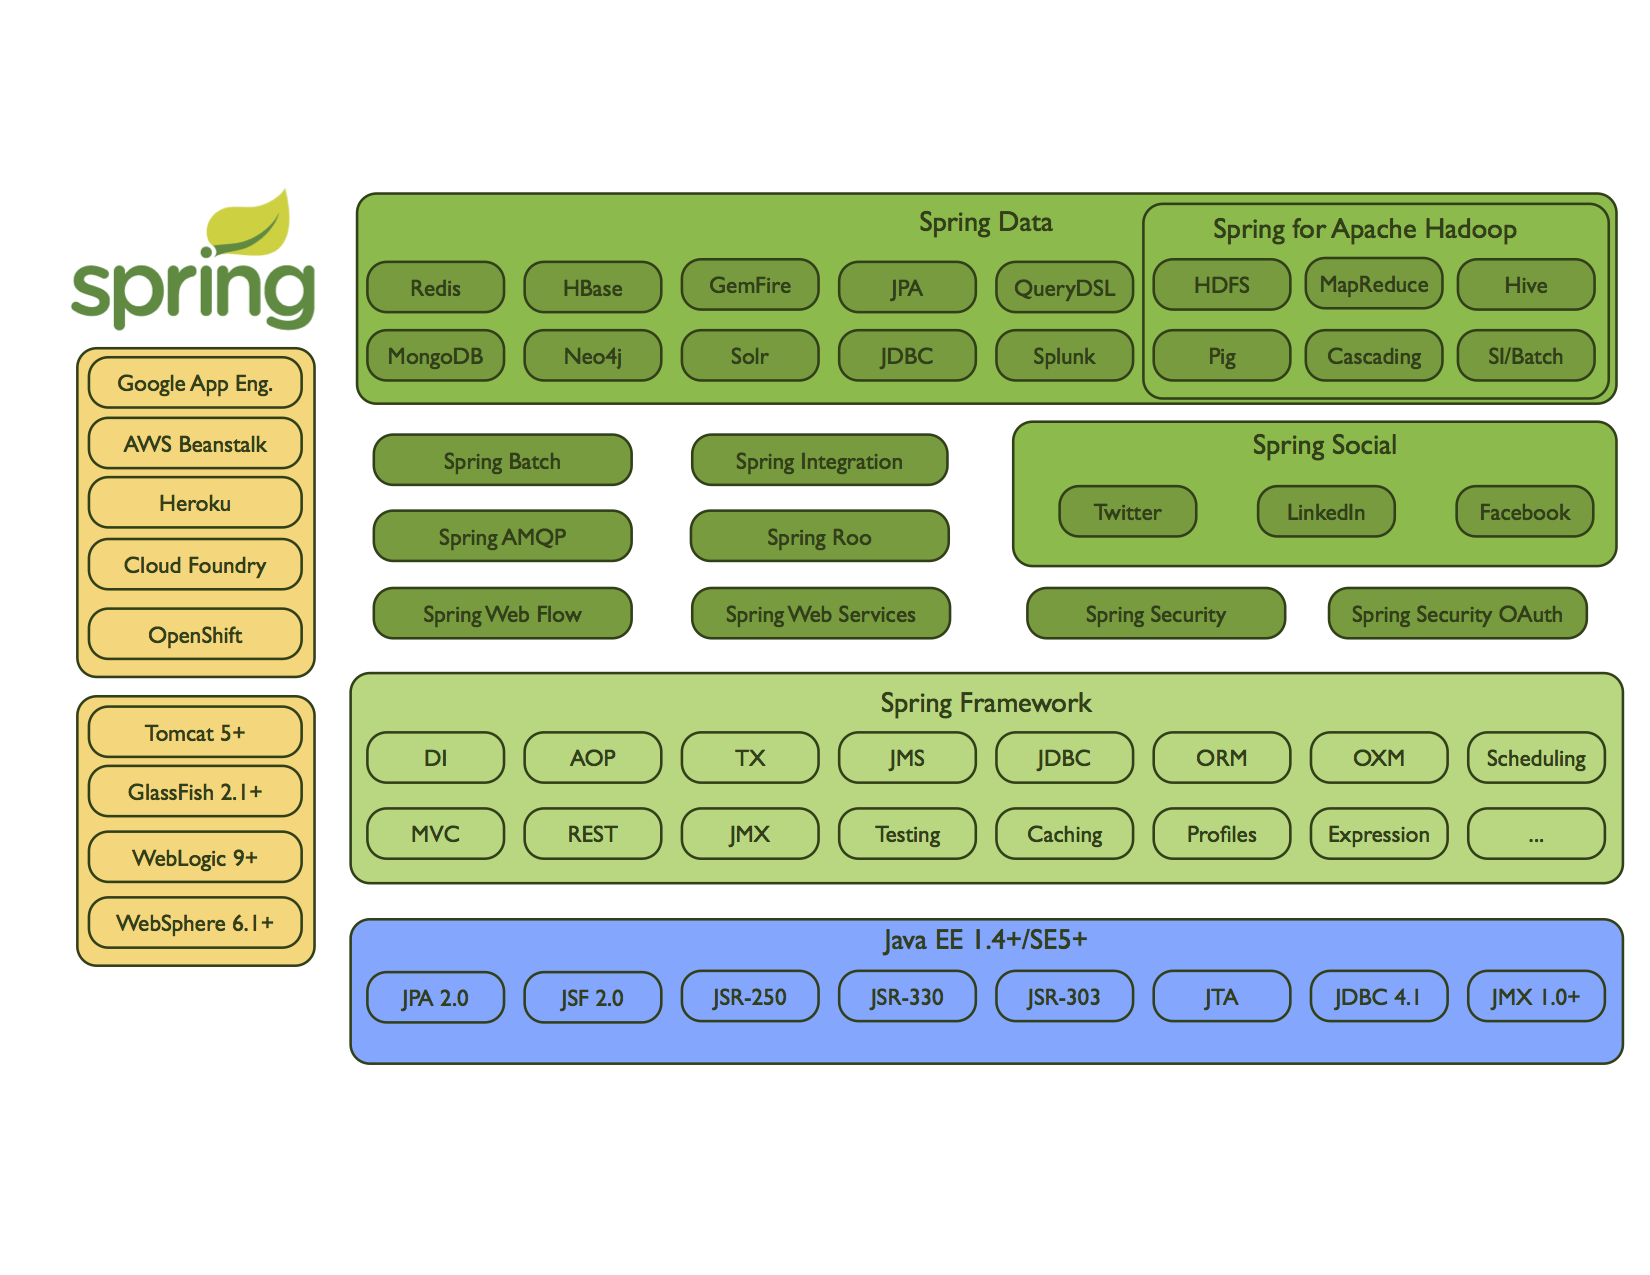 spring
Google App Eng.
AWS Beanstalk
Heroku
Cloud Foundry
OpenShift
Tomcat 5+
GlassFish 2.1+
WebLogic 9+
WebSphere 6.1+
Spring Data
Redis HBase GemFire JPA QueryDSL
MongoDB Neo4j Solr JDBC Splunk
Spring for Apache Hadoop
HDFS MapReduce Hive
Pig Cascading SI/Batch
Spring Batch Spring Integration
Spring AMQP Spring Roo
Spring Web Flow Spring Web Services
Spring Social
Twitter LinkedIn Facebook
Spring Security Spring Security OAuth
Spring Framework
DI AOP TX JMS JDBC ORM OXM Scheduling
MVC REST JMX Testing Caching Profiles Expression ...
Java EE 1.4+/SE5+
JPA 2.0 JSF 2.0 JSR-250 JSR-330 JSR-303 JTA JDBC 4.1 JMX 1.0+